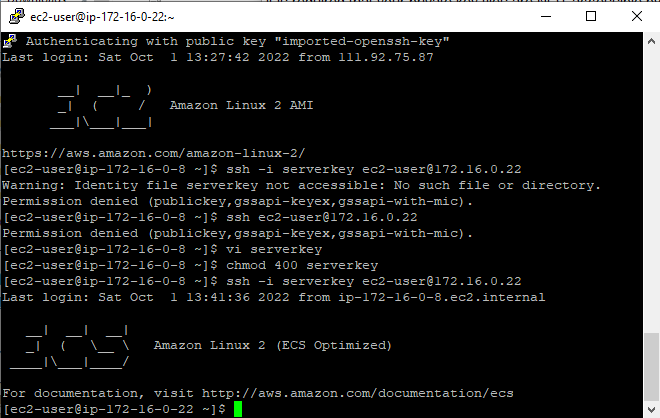 ec2-user@ip-172-16-0-22:~
Authenticating with public key "imported-openssh-key"
Last login: Sat Oct  1 13:27:42 2022 from 111.92.75.87
       __|  __|_  )
       _|  (     /   Amazon Linux 2 AMI
      ___|\___|___|
https://aws.amazon.com/amazon-linux-2/
[ec2-user@ip-172-16-0-8 ~]$ ssh -i serverkey ec2-user@172.16.0.22
Warning: Identity file serverkey not accessible: No such file or directory.
Permission denied (publickey,gssapi-keyex,gssapi-with-mic).
[ec2-user@ip-172-16-0-8 ~]$ ssh ec2-user@172.16.0.22
Permission denied (publickey,gssapi-keyex,gssapi-with-mic).
[ec2-user@ip-172-16-0-8 ~]$ vi serverkey
[ec2-user@ip-172-16-0-8 ~]$ chmod 400 serverkey
[ec2-user@ip-172-16-0-8 ~]$ ssh -i serverkey ec2-user@172.16.0.22
Last login: Sat Oct  1 13:41:36 2022 from ip-172-16-0-8.ec2.internal
   __|  __|  __|
   _|  (   \__ \   Amazon Linux 2 (ECS Optimized)
 ____|\___|____/
For documentation, visit http://aws.amazon.com/documentation/ecs
[ec2-user@ip-172-16-0-22 ~]$